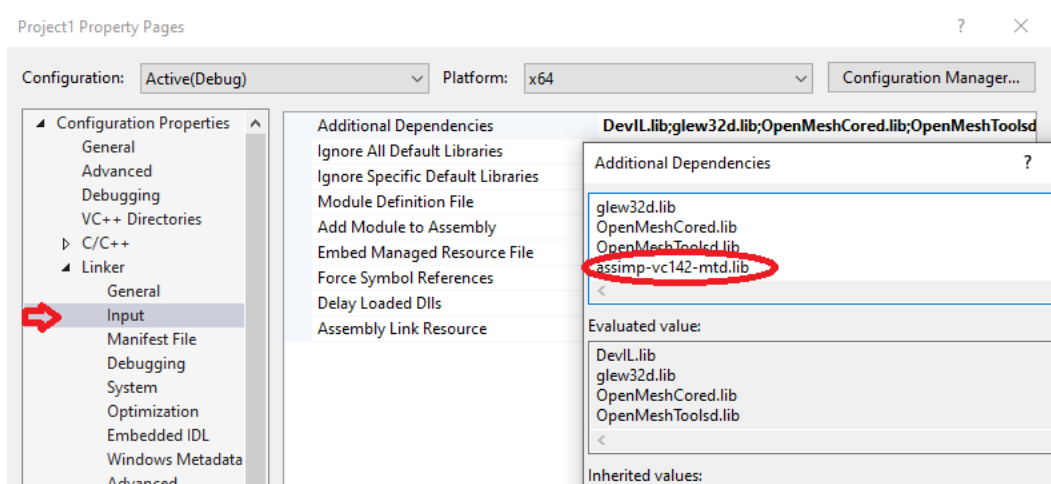 Project1 Property Pages ?
Configuration: Active(Debug) Platform: x64 Configuration Manager...
Configuration Properties
General
Advanced
Debugging
VC++ Directories
C/C++
Linker
General
Input
Manifest File
Debugging
System
Optimization
Embedded IDL
Windows Metadata
Advanced
Additional Dependencies DevIL.lib;glew32d.lib;OpenMeshCored.lib;OpenMeshToolsd
Ignore All Default Libraries
Ignore Specific Default Libraries
Module Definition File
Add Module to Assembly
Embed Managed Resource File
Force Symbol References
Delay Loaded Dlls
Assembly Link Resource
Additional Dependencies ?
glew32d.lib
OpenMeshCored.lib
OpenMeshToolsd.lib
assimp-vc142-mtd.lib
Evaluated value:
DevIL.lib
glew32d.lib
OpenMeshCored.lib
OpenMeshToolsd.lib
Inherited values: